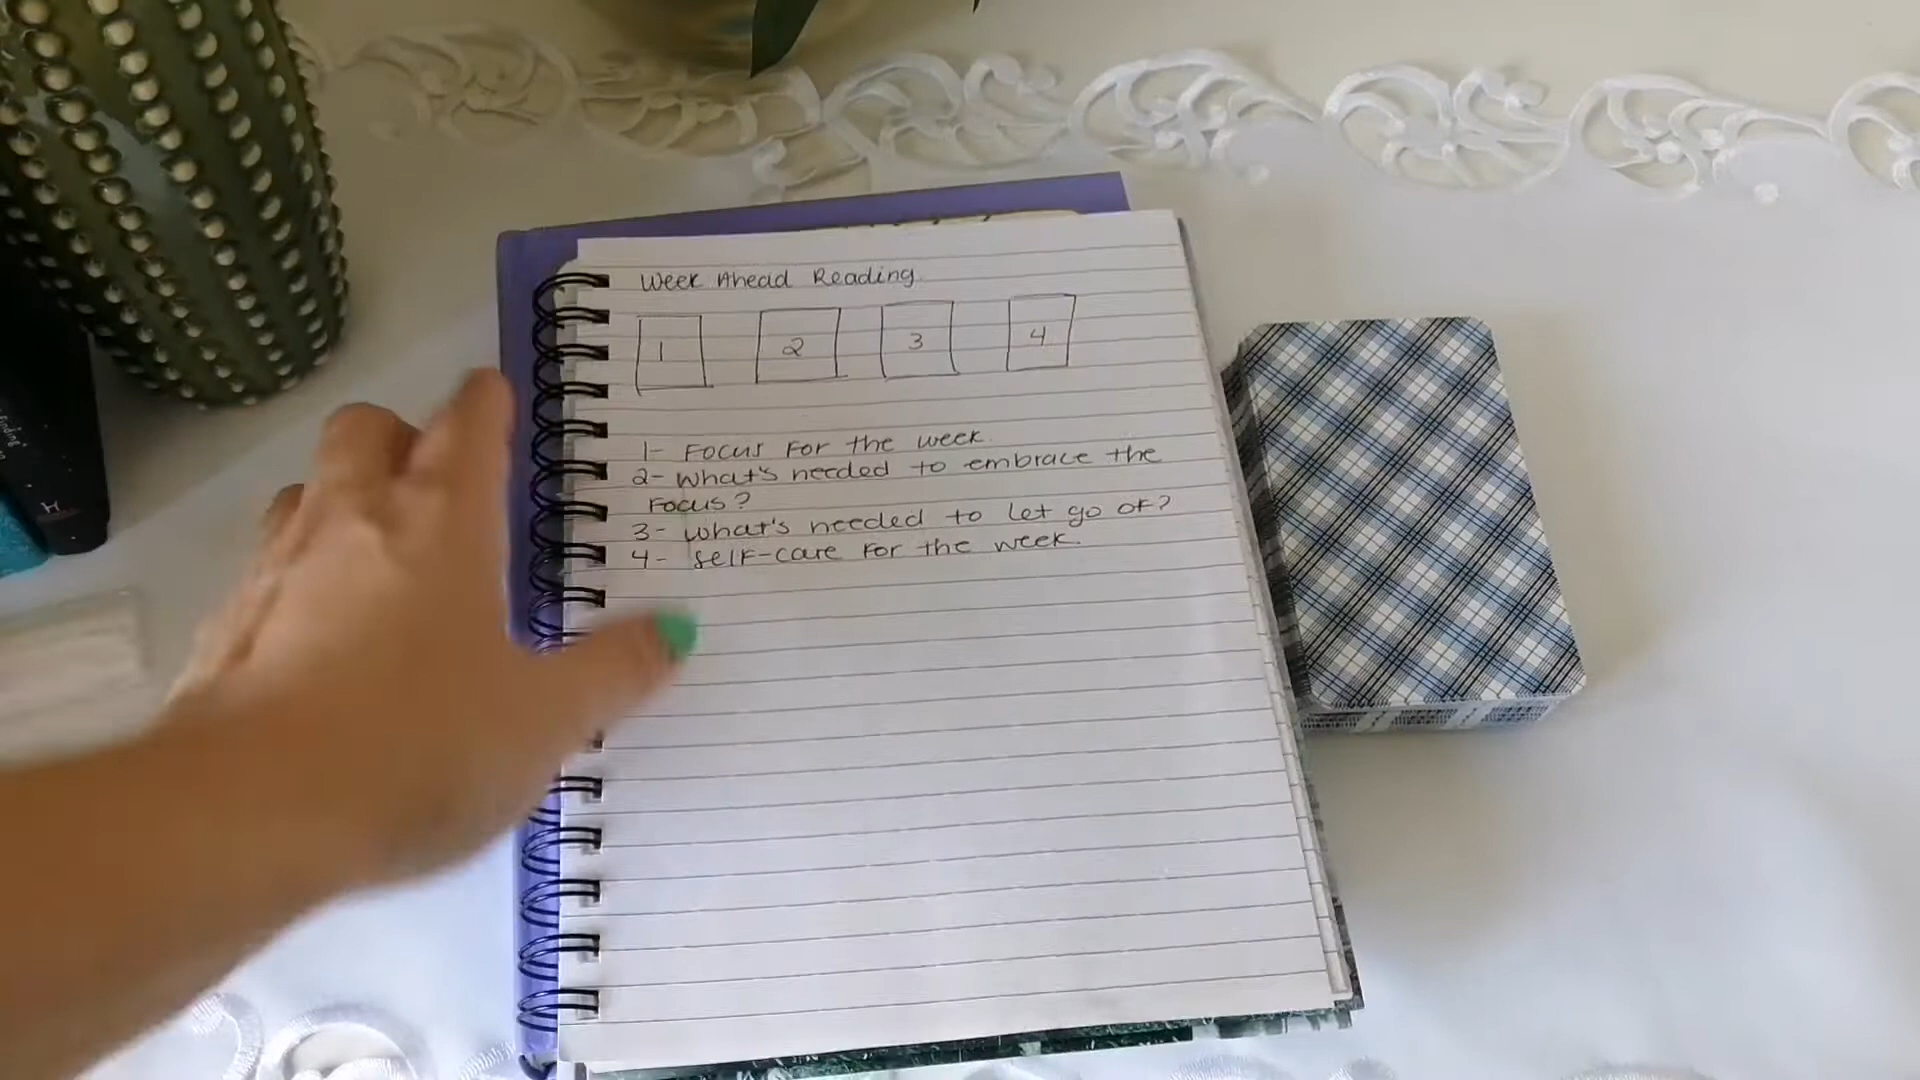 Week Ahead Reading
1 2 3 4
1- Focus For the week.
2- What's needed to embrace the
Focus?
3- What's needed to let go of?
4- Self-care For the week.
finding
H